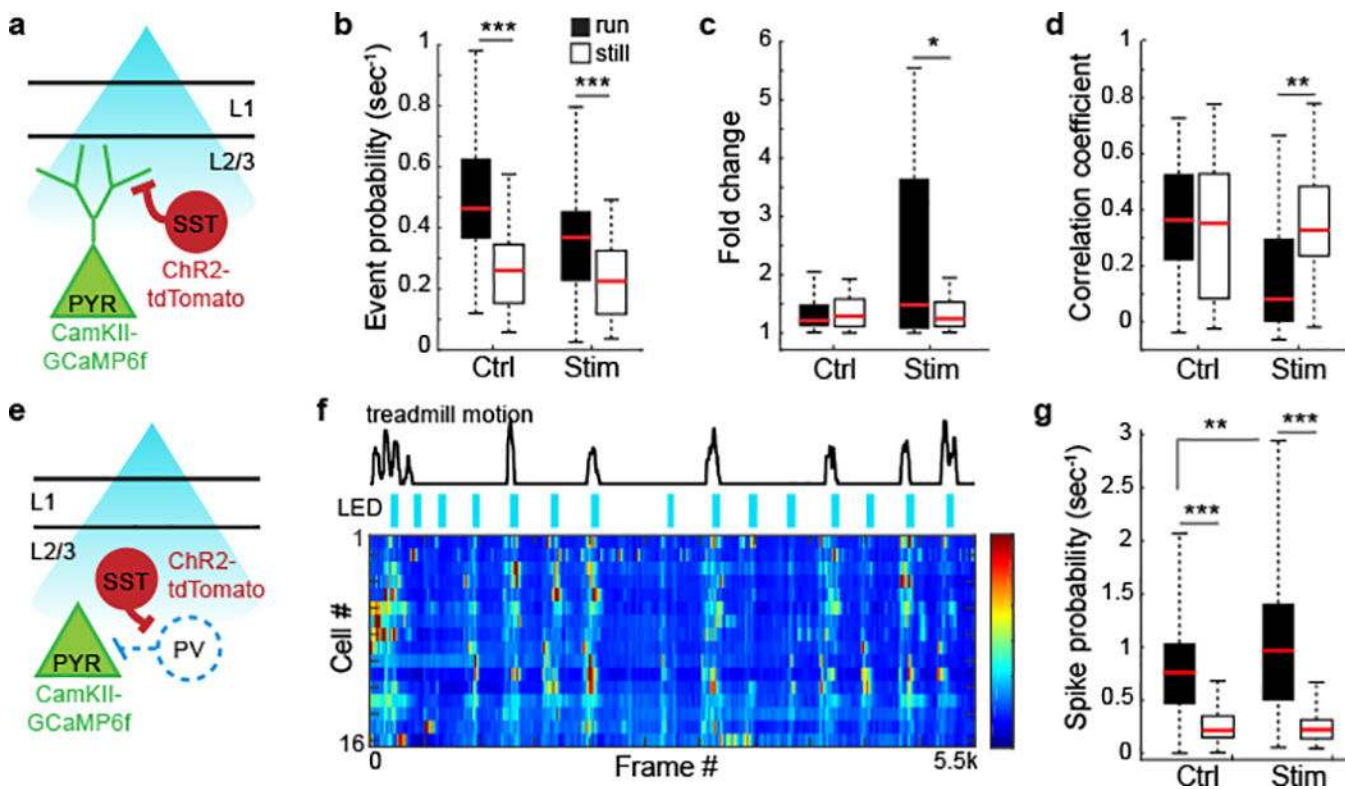 a
L1
L2/3
SST
ChR2-
tdTomato
PYR
CamKII-
GCaMP6f
b
run
still
***
***
Event probability (sec⁻¹)
1
0.8
0.6
0.4
0.2
0
Ctrl
Stim
c
*
Fold change
6
5
4
3
2
1
Ctrl
Stim
d
**
Correlation coefficient
1
0.8
0.6
0.4
0.2
0
Ctrl
Stim
e
L1
L2/3
SST
ChR2-
tdTomato
PYR
PV
CamKII-
GCaMP6f
f
treadmill motion
LED
Cell #
1
16
0
Frame #
5.5k
g
**
***
***
Spike probability (sec⁻¹)
3
2.5
2
1.5
1
0.5
0
Ctrl
Stim